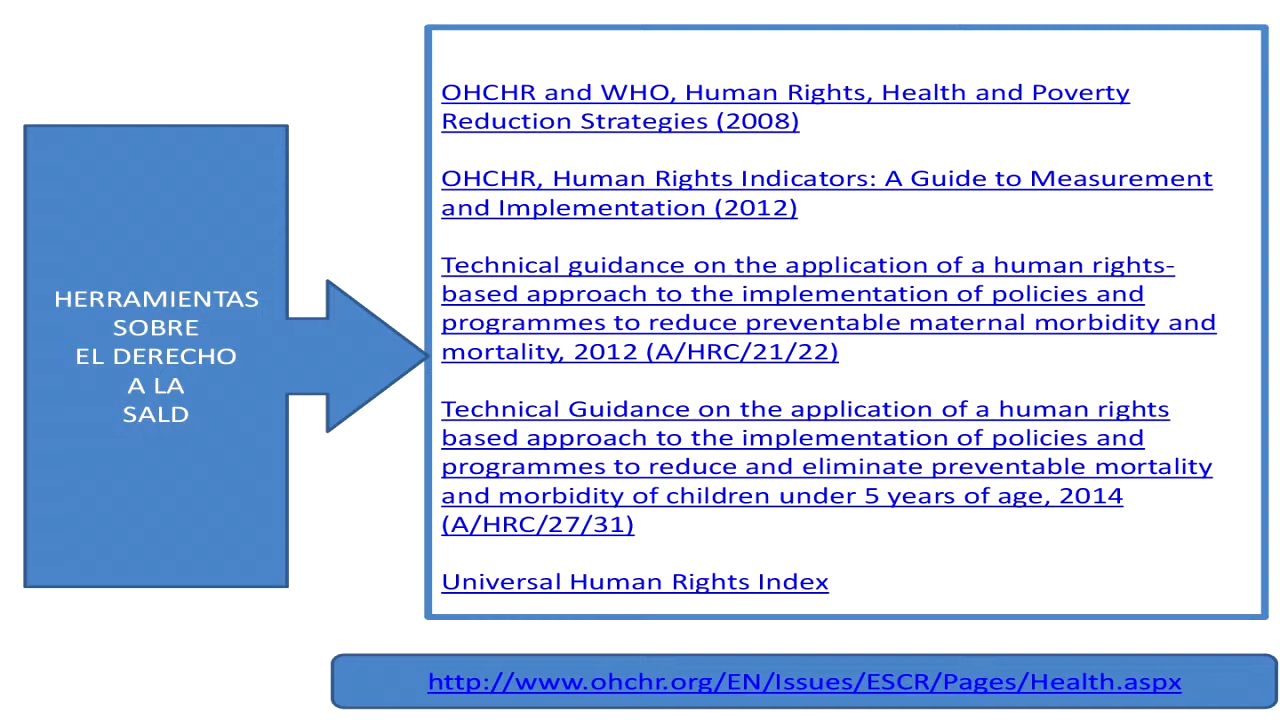 HERRAMIENTAS
SOBRE
EL DERECHO
A LA
SALD
OHCHR and WHO, Human Rights, Health and Poverty
Reduction Strategies (2008)
OHCHR, Human Rights Indicators: A Guide to Measurement
and Implementation (2012)
Technical guidance on the application of a human rights-
based approach to the implementation of policies and
programmes to reduce preventable maternal morbidity and
mortality, 2012 (A/HRC/21/22)
Technical Guidance on the application of a human rights
based approach to the implementation of policies and
programmes to reduce and eliminate preventable mortality
and morbidity of children under 5 years of age, 2014
(A/HRC/27/31)
Universal Human Rights Index
http://www.ohchr.org/EN/Issues/ESCR/Pages/Health.aspx